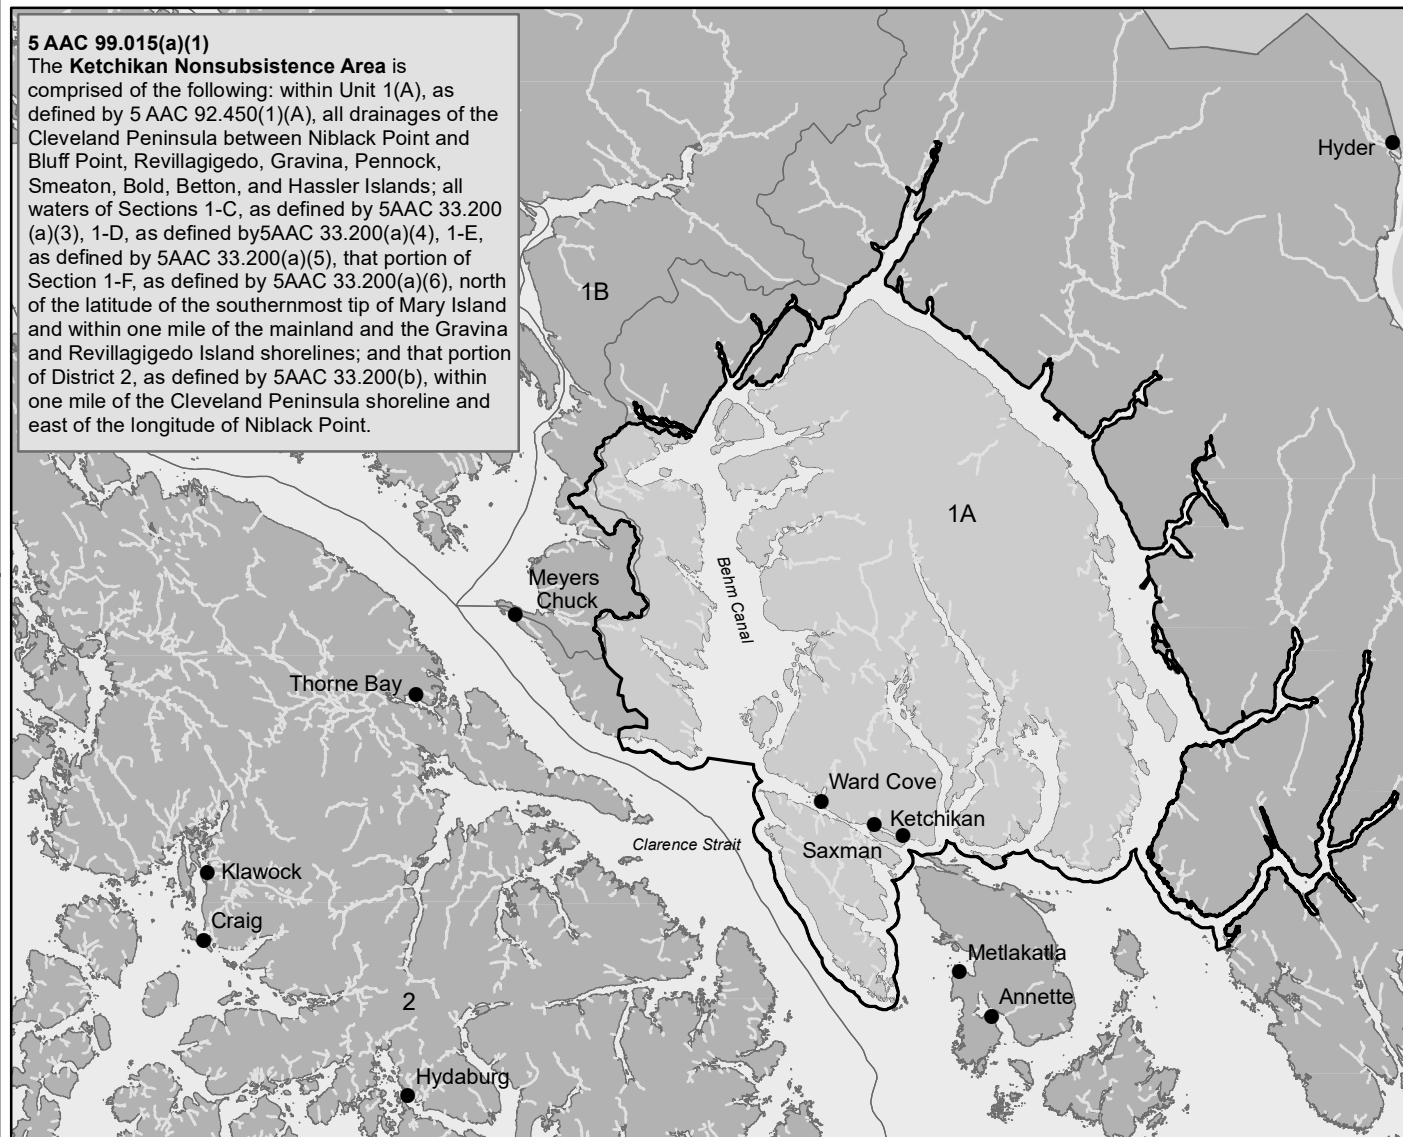 5 AAC 99.015(a)(1)
The Ketchikan Nonsubsistence Area is
comprised of the following: within Unit 1(A), as
defined by 5 AAC 92.450(1)(A), all drainages of the
Cleveland Peninsula between Niblack Point and
Bluff Point, Revillagigedo, Gravina, Pennock,
Smeaton, Bold, Betton, and Hassler Islands; all
waters of Sections 1-C, as defined by 5AAC 33.200
(a)(3), 1-D, as defined by5AAC 33.200(a)(4), 1-E,
as defined by 5AAC 33.200(a)(5), that portion of
Section 1-F, as defined by 5AAC 33.200(a)(6), north
of the latitude of the southernmost tip of Mary Island
and within one mile of the mainland and the Gravina
and Revillagigedo Island shorelines; and that portion
of District 2, as defined by 5AAC 33.200(b), within
one mile of the Cleveland Peninsula shoreline and
east of the longitude of Niblack Point.
Hyder
1B
1A
Behm Canal
Meyers
Chuck
Thorne Bay
Ward Cove
Ketchikan
Saxman
Clarence Strait
Klawock
Craig
Metlakatla
Annette
2
Hydaburg